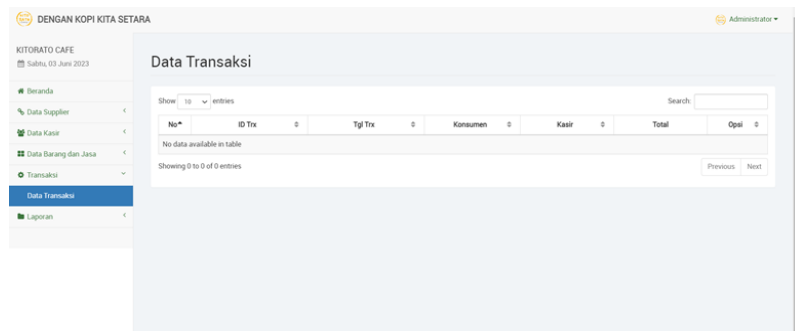 DENGAN KOPI KITA SETARA
Administrator
KITORATO CAFE
Sabtu, 03 Juni 2023
Beranda
Data Supplier
Data Kasir
Data Barang dan Jasa
Transaksi
Data Transaksi
Laporan
Data Transaksi
Show 10 entries
Search:
No ID Trx Tgl Trx Konsumen Kasir Total Opsi
No data available in table
Showing 0 to 0 of 0 entries
Previous Next